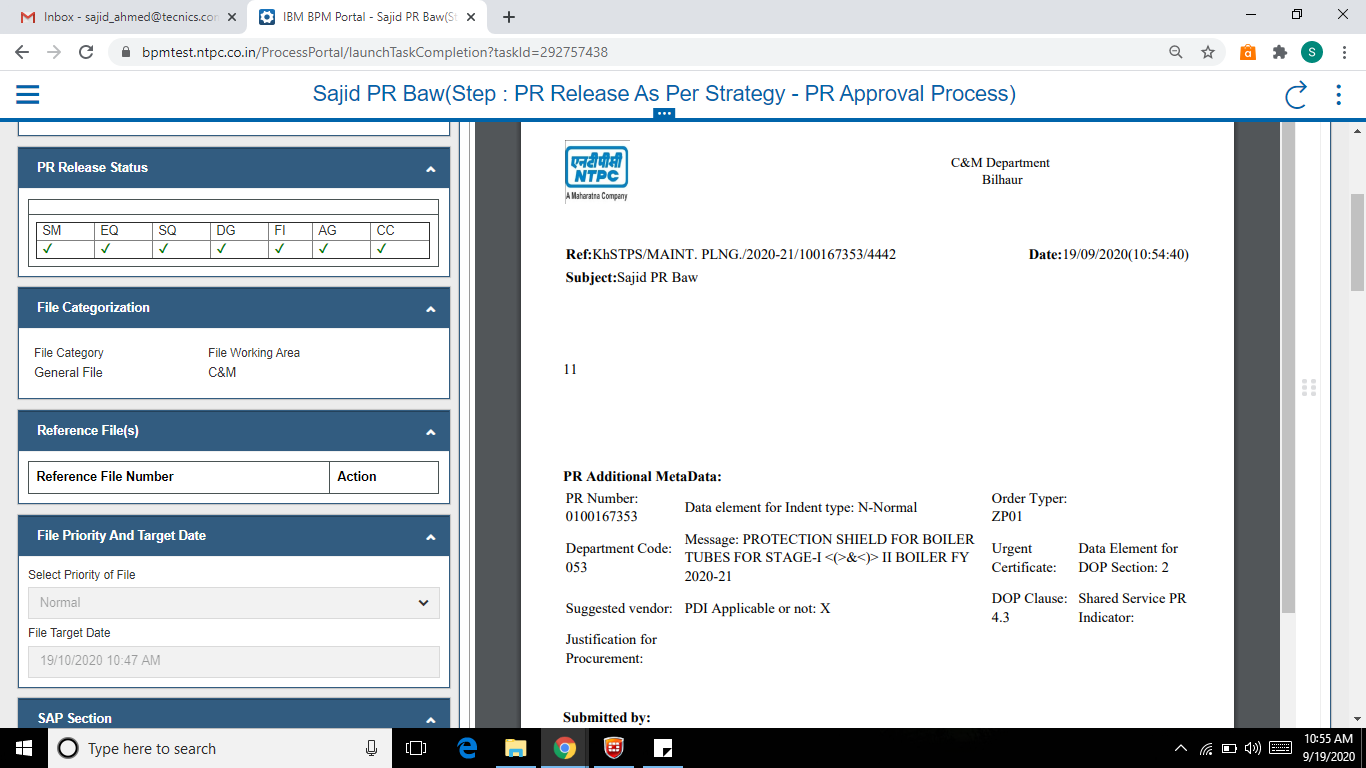 Inbox - sajid_ahmed@tecnics.con
IBM BPM Portal - Sajid PR Baw(St
bpmtest.ntpc.co.in/ProcessPortal/launchTaskCompletion?taskId=292757438
S
Sajid PR Baw(Step : PR Release As Per Strategy - PR Approval Process)
PR Release Status
SM EQ SQ DG FI AG CC
✓ ✓ ✓ ✓ ✓ ✓ ✓
File Categorization
File Category File Working Area
General File C&M
Reference File(s)
Reference File Number Action
File Priority And Target Date
Select Priority of File
Normal
File Target Date
19/10/2020 10:47 AM
SAP Section
एनटीपीसी
NTPC
A Maharatna Company
C&M Department
Bilhaur
Ref:KhSTPS/MAINT. PLNG./2020-21/100167353/4442 Date:19/09/2020(10:54:40)
Subject:Sajid PR Baw
11
PR Additional MetaData:
PR Number:
0100167353
Data element for Indent type: N-Normal
Order Typer:
ZP01
Department Code:
053
Message: PROTECTION SHIELD FOR BOILER
TUBES FOR STAGE-I <(>&<)> II BOILER FY
2020-21
Urgent
Certificate:
Data Element for
DOP Section: 2
Suggested vendor: PDI Applicable or not: X
DOP Clause:
4.3
Shared Service PR
Indicator:
Justification for
Procurement:
Submitted by:
Type here to search
10:55 AM
9/19/2020